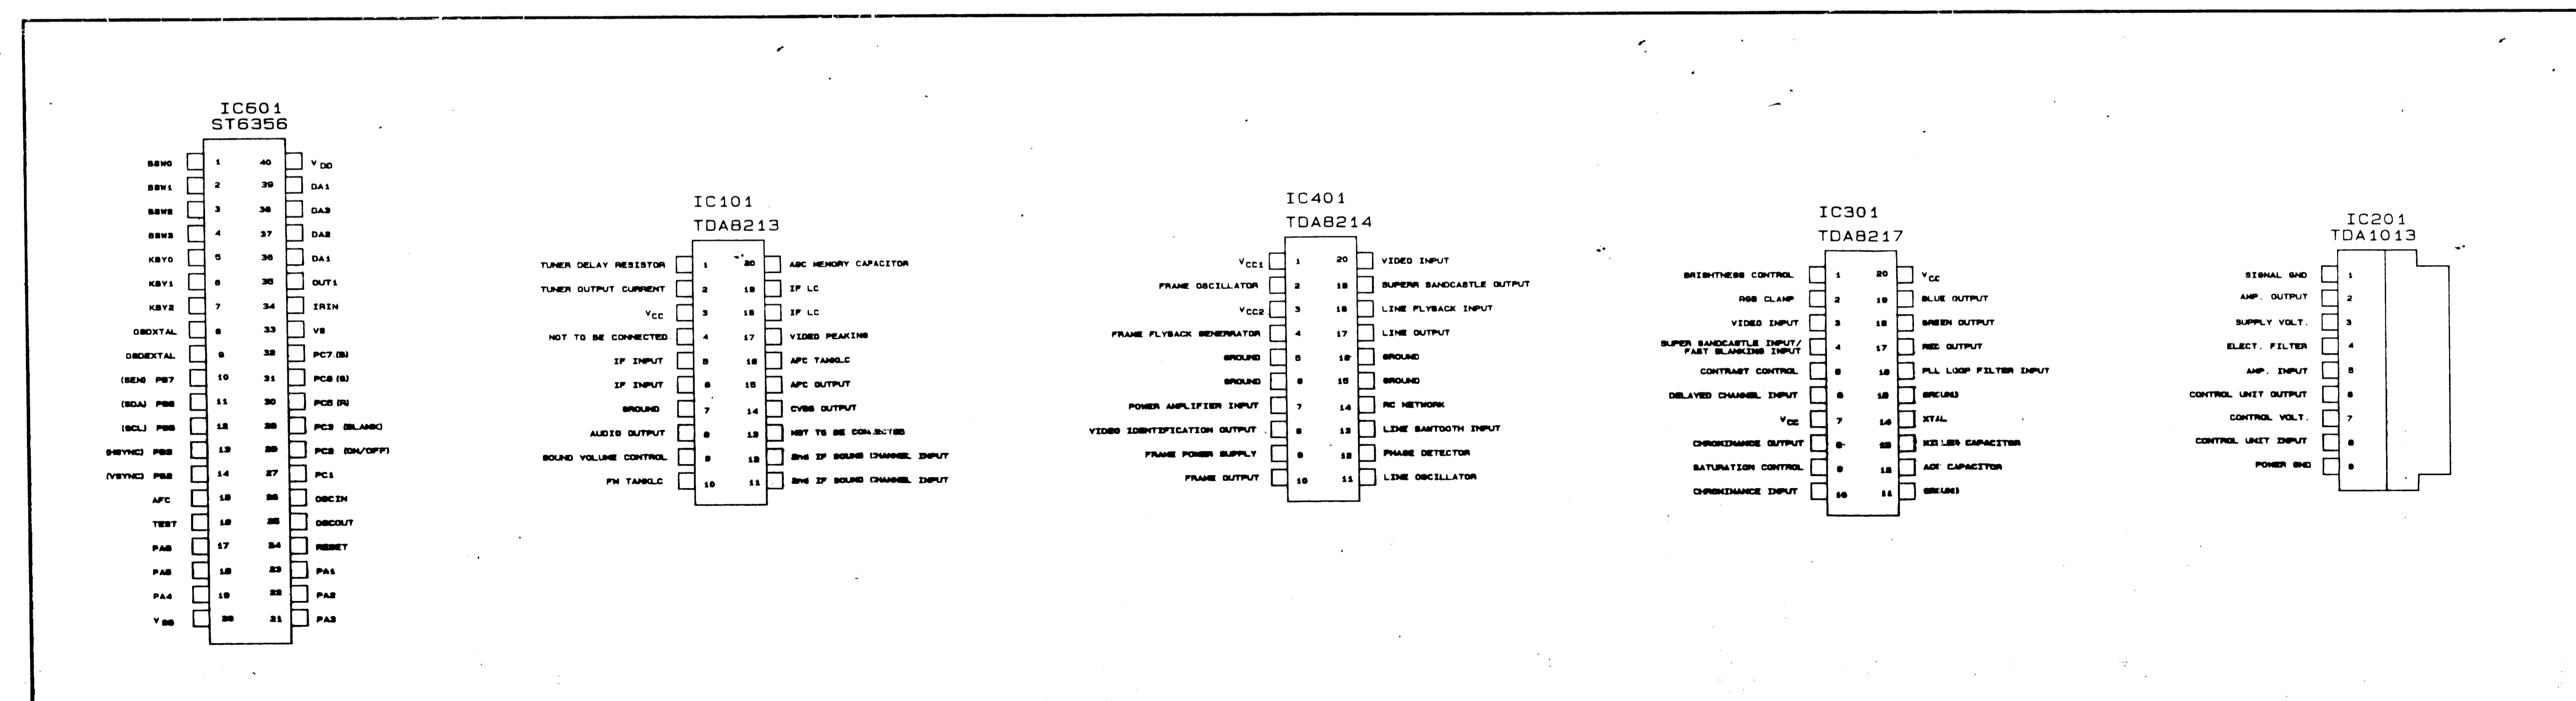 IC601
ST6356
BSW0 1 40 VDD
BSW1 2 39 DA1
BSW2 3 38 DA3
BSW3 4 37 DA2
KBY0 5 36 DA1
KBY1 6 35 OUT1
KBY2 7 34 IRIN
OSDXTAL 8 33 VS
OSDEXTAL 9 32 PC7 (B)
(SEN) PB7 10 31 PC6 (G)
(SDA) PB6 11 30 PC5 (R)
(SCL) PB5 12 29 PC3 (BLANK)
(HSYNC) PB3 13 28 PC2 (ON/OFF)
(VSYNC) PB2 14 27 PC1
AFC 15 26 OSCIN
TEST 16 25 OSCOUT
PA6 17 24 RESET
PA5 18 23 PA1
PA4 19 22 PA2
VSS 20 21 PA3
IC101
TDA8213
TUNER DELAY RESISTOR 1 20 AGC MEMORY CAPACITOR
TUNER OUTPUT CURRENT 2 19 IF LC
VCC 3 18 IF LC
NOT TO BE CONNECTED 4 17 VIDEO PEAKING
IF INPUT 5 16 AFC TANKLC
IF INPUT 6 15 AFC OUTPUT
GROUND 7 14 CVBS OUTPUT
AUDIO OUTPUT 8 13 NOT TO BE CONNECTED
SOUND VOLUME CONTROL 9 12 2nd IF SOUND CHANNEL INPUT
FM TANKLC 10 11 2nd IF SOUND CHANNEL INPUT
IC401
TDA8214
VCC1 1 20 VIDEO INPUT
FRAME OSCILLATOR 2 19 SUPERR SANDCASTLE OUTPUT
VCC2 3 18 LINE FLYBACK INPUT
FRAME FLYBACK GENERRATOR 4 17 LINE OUTPUT
GROUND 5 16 GROUND
GROUND 6 15 GROUND
POWER AMPLIFIER INPUT 7 14 RC NETWORK
VIDEO IDENTIFICATION OUTPUT 8 13 LINE SAWTOOTH INPUT
FRAME POWER SUPPLY 9 12 PHASE DETECTOR
FRAME OUTPUT 10 11 LINE OSCILLATOR
IC301
TDA8217
BRIGHTNESS CONTROL 1 20 VCC
RGB CLAMP 2 19 BLUE OUTPUT
VIDEO INPUT 3 18 GREEN OUTPUT
SUPER SANDCASTLE INPUT/
FAST BLANKING INPUT 4 17 RED OUTPUT
CONTRAST CONTROL 5 16 PLL LOOP FILTER INPUT
DELAYED CHANNEL INPUT 6 15 GROUND
VCC 7 14 XTAL
CHROMINANCE OUTPUT 8 13 KILLER CAPACITOR
SATURATION CONTROL 9 12 ACC CAPACITOR
CHROMINANCE INPUT 10 11 GROUND
IC201
TDA1013
SIGNAL GND 1
AMP. OUTPUT 2
SUPPLY VOLT. 3
ELECT. FILTER 4
AMP. INPUT 5
CONTROL UNIT OUTPUT 6
CONTROL VOLT. 7
CONTROL UNIT INPUT 8
POWER GND 9